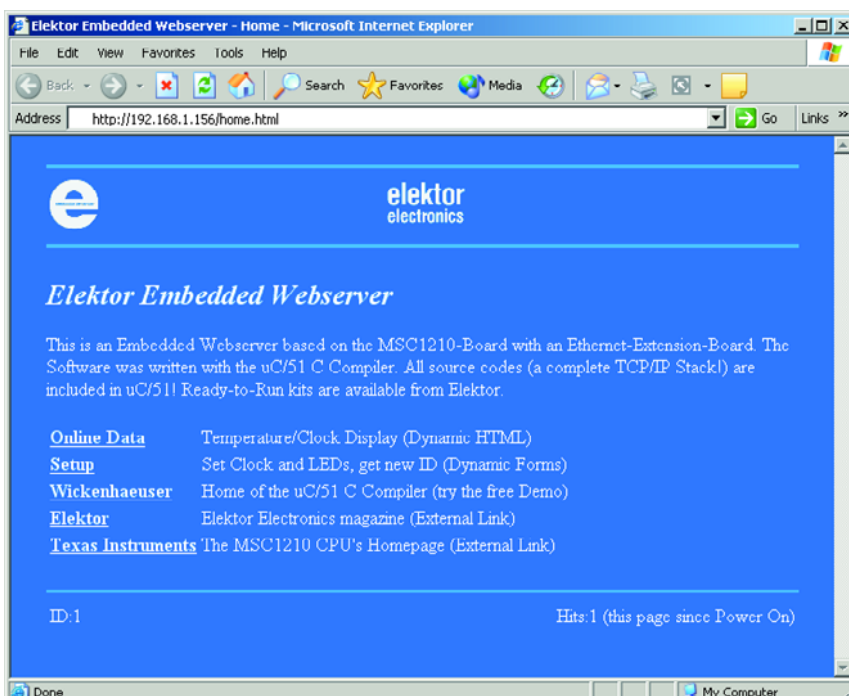 Elektor Embedded Webserver - Home - Microsoft Internet Explorer
File Edit View Favorites Tools Help
Back Search Favorites Media
Address http://192.168.1.156/home.html Go Links »
e
elektor
electronics
Elektor Embedded Webserver
This is an Embedded Webserver based on the MSC1210-Board with an Ethernet-Extension-Board. The
Software was written with the uC/51 C Compiler. All source codes (a complete TCP/IP Stack!) are
included in uC/51! Ready-to-Run kits are available from Elektor.
Online Data Temperature/Clock Display (Dynamic HTML)
Setup Set Clock and LEDs, get new ID (Dynamic Forms)
Wickenhaeuser Home of the uC/51 C Compiler (try the free Demo)
Elektor Elektor Electronics magazine (External Link)
Texas Instruments The MSC1210 CPU's Homepage (External Link)
ID:1 Hits:1 (this page since Power On)
Done My Computer